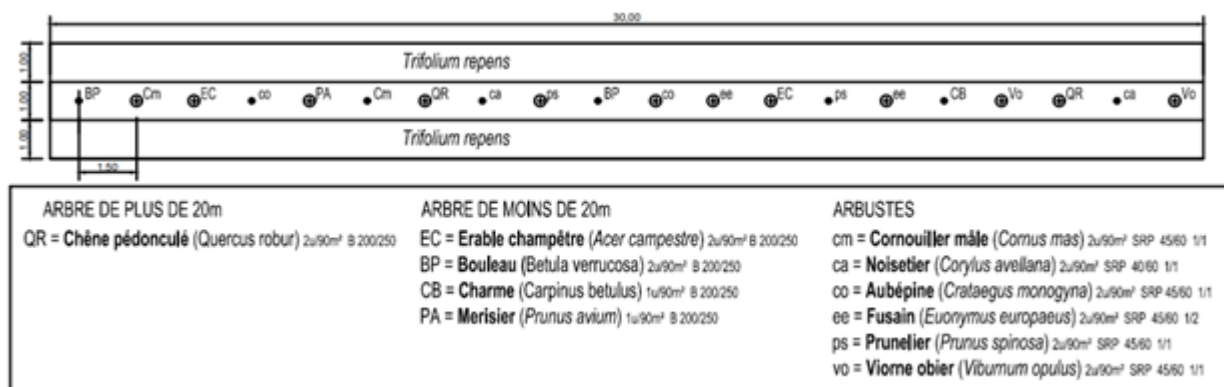 30,00
1.00
Trifolium repens
1.00
BP Cm EC co PA Cm QR ca ps BP co ee EC ps ee CB Vo QR ca Vo
1.00
Trifolium repens
1.50
ARBRE DE PLUS DE 20m
QR = Chêne pédonculé (Quercus robur) 2u/90m² B 200/250
ARBRE DE MOINS DE 20m
EC = Erable champêtre (Acer campestre) 2u/90m² B 200/250
BP = Bouleau (Betula verrucosa) 2u/90m² B 200/250
CB = Charme (Carpinus betulus) 1u/90m² B 200/250
PA = Merisier (Prunus avium) 1u/90m² B 200/250
ARBUSTES
cm = Cornouiller mâle (Cornus mas) 2u/90m² SRP 45/60 1/1
ca = Noisetier (Corylus avellana) 2u/90m² SRP 40/60 1/1
co = Aubépine (Crataegus monogyna) 2u/90m² SRP 45/60 1/1
ee = Fusain (Euonymus europaeus) 2u/90m² SRP 45/60 1/2
ps = Prunelier (Prunus spinosa) 2u/90m² SRP 45/60 1/1
vo = Viorne obier (Viburnum opulus) 2u/90m² SRP 45/60 1/1